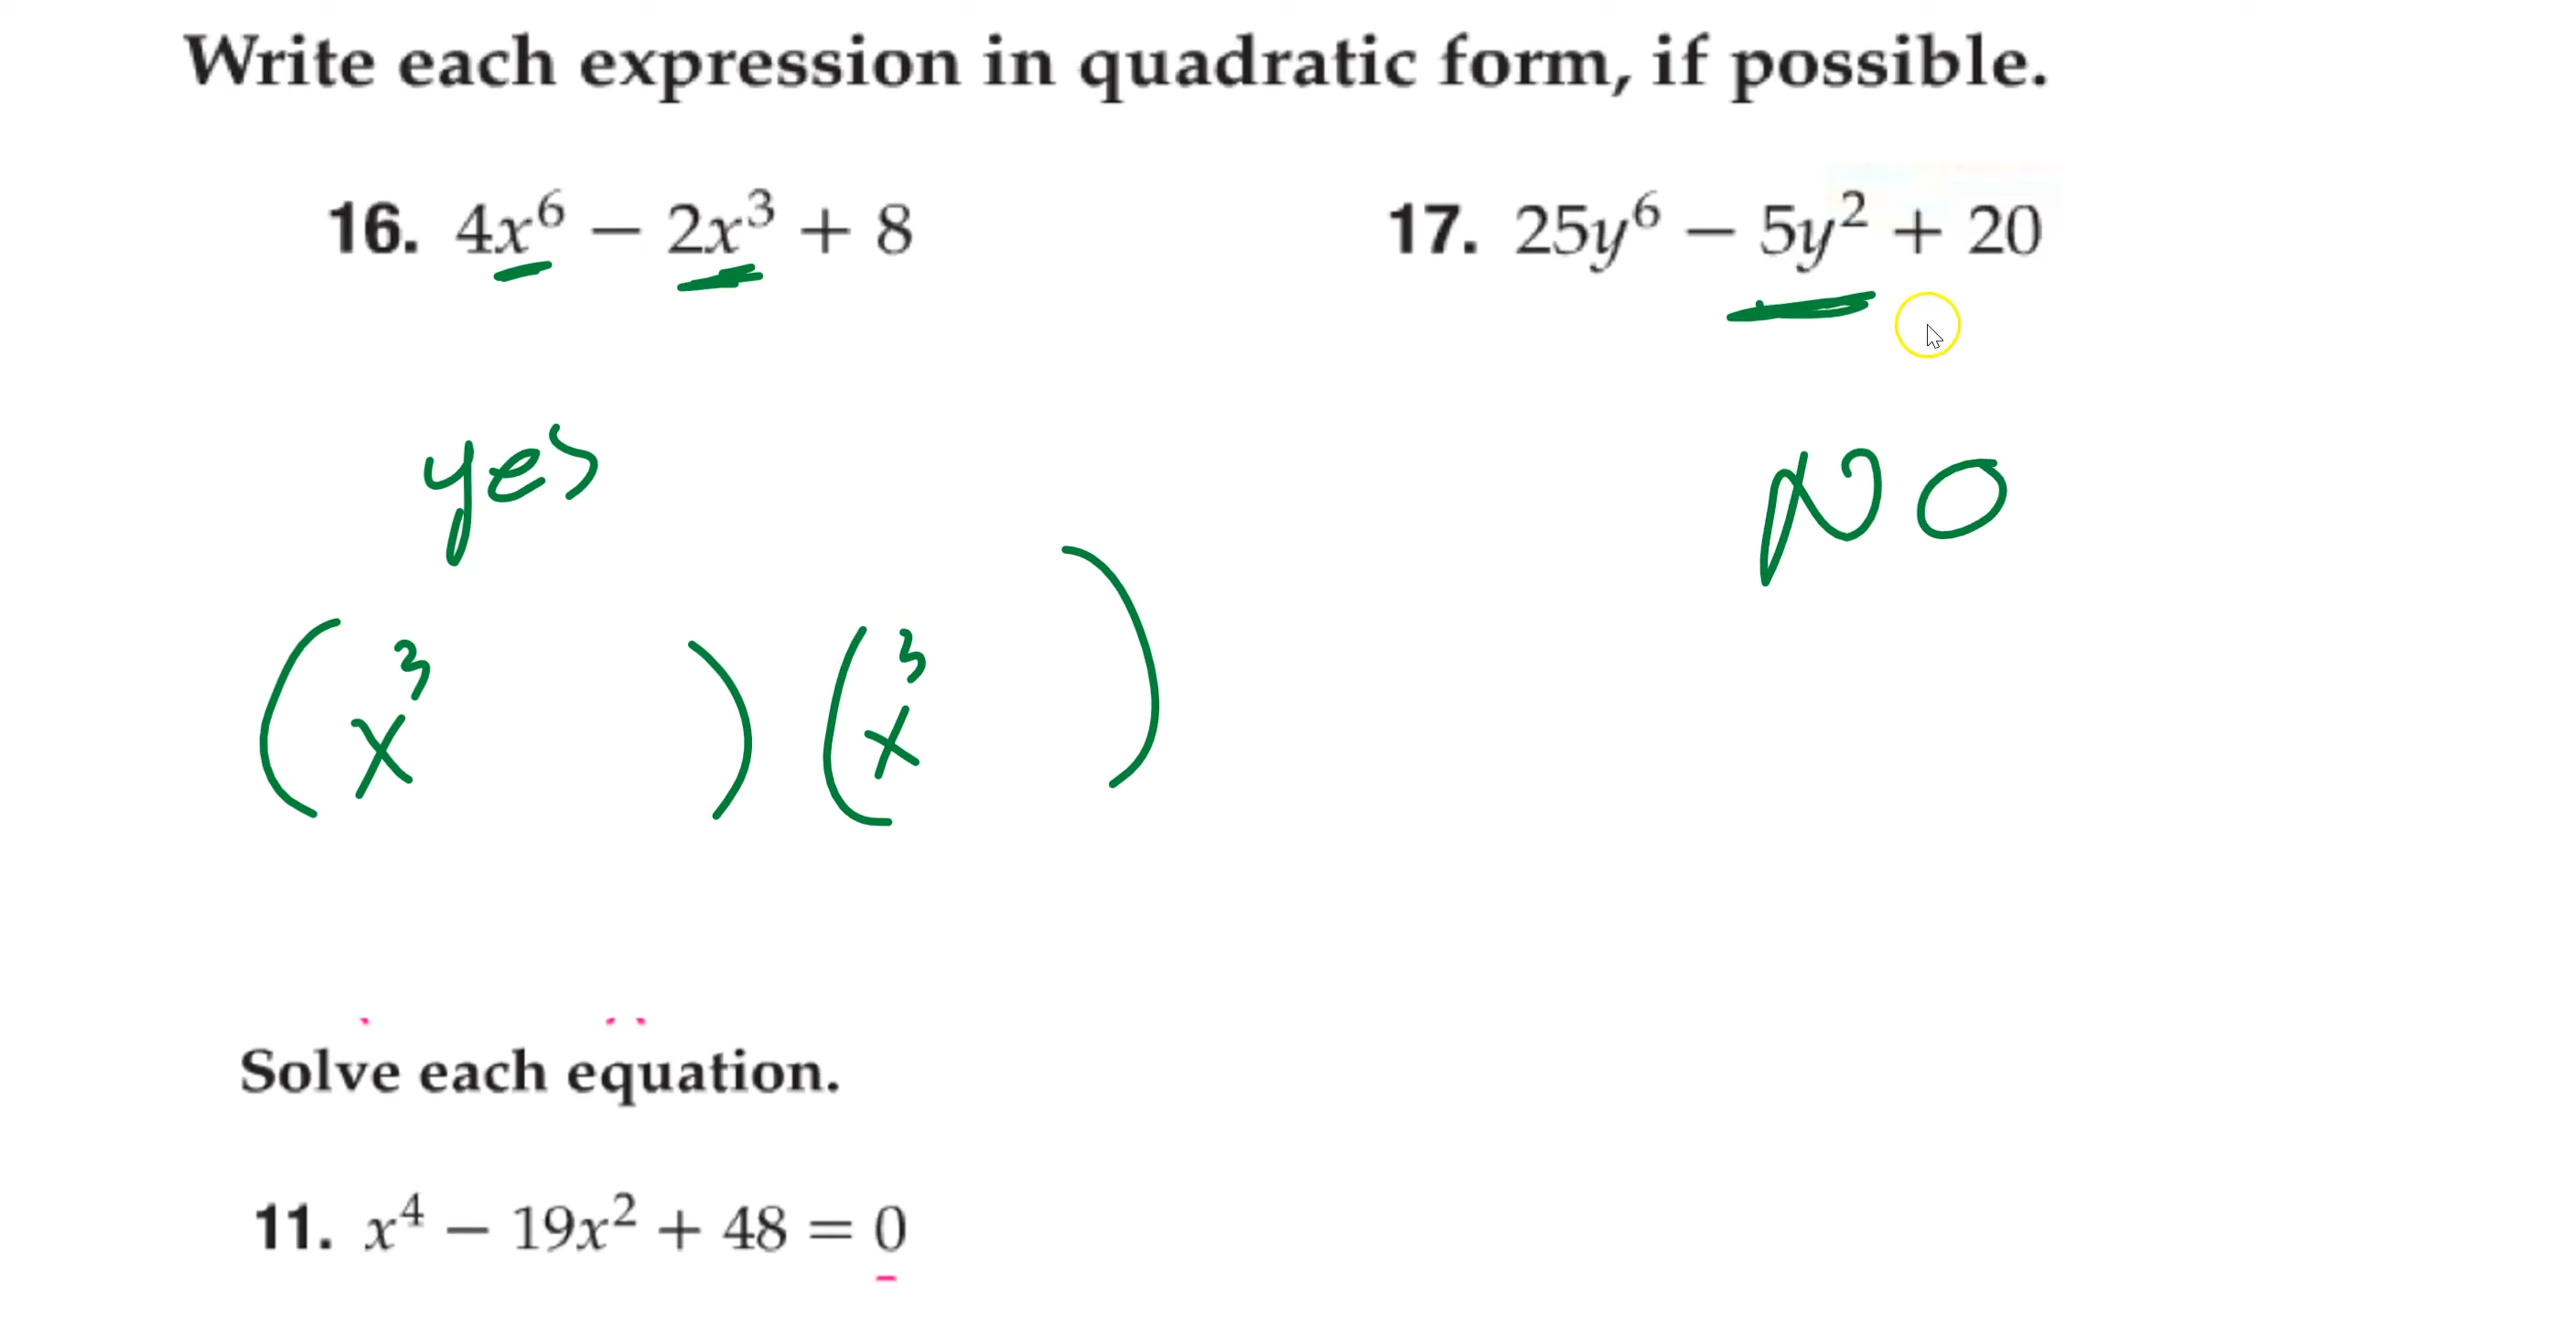 Write each expression in quadratic form, if possible.
16. 4x⁶ − 2x³ + 8
17. 25y⁶ − 5y² + 20
yes
NO
(x³ )(x³ )
Solve each equation.
11. x⁴ − 19x² + 48 = 0